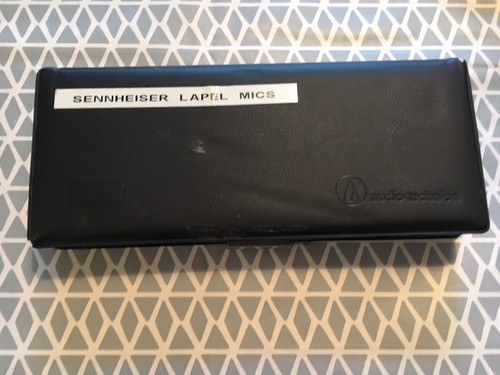 SENNHEISER LAPEL MICS
audio-technica